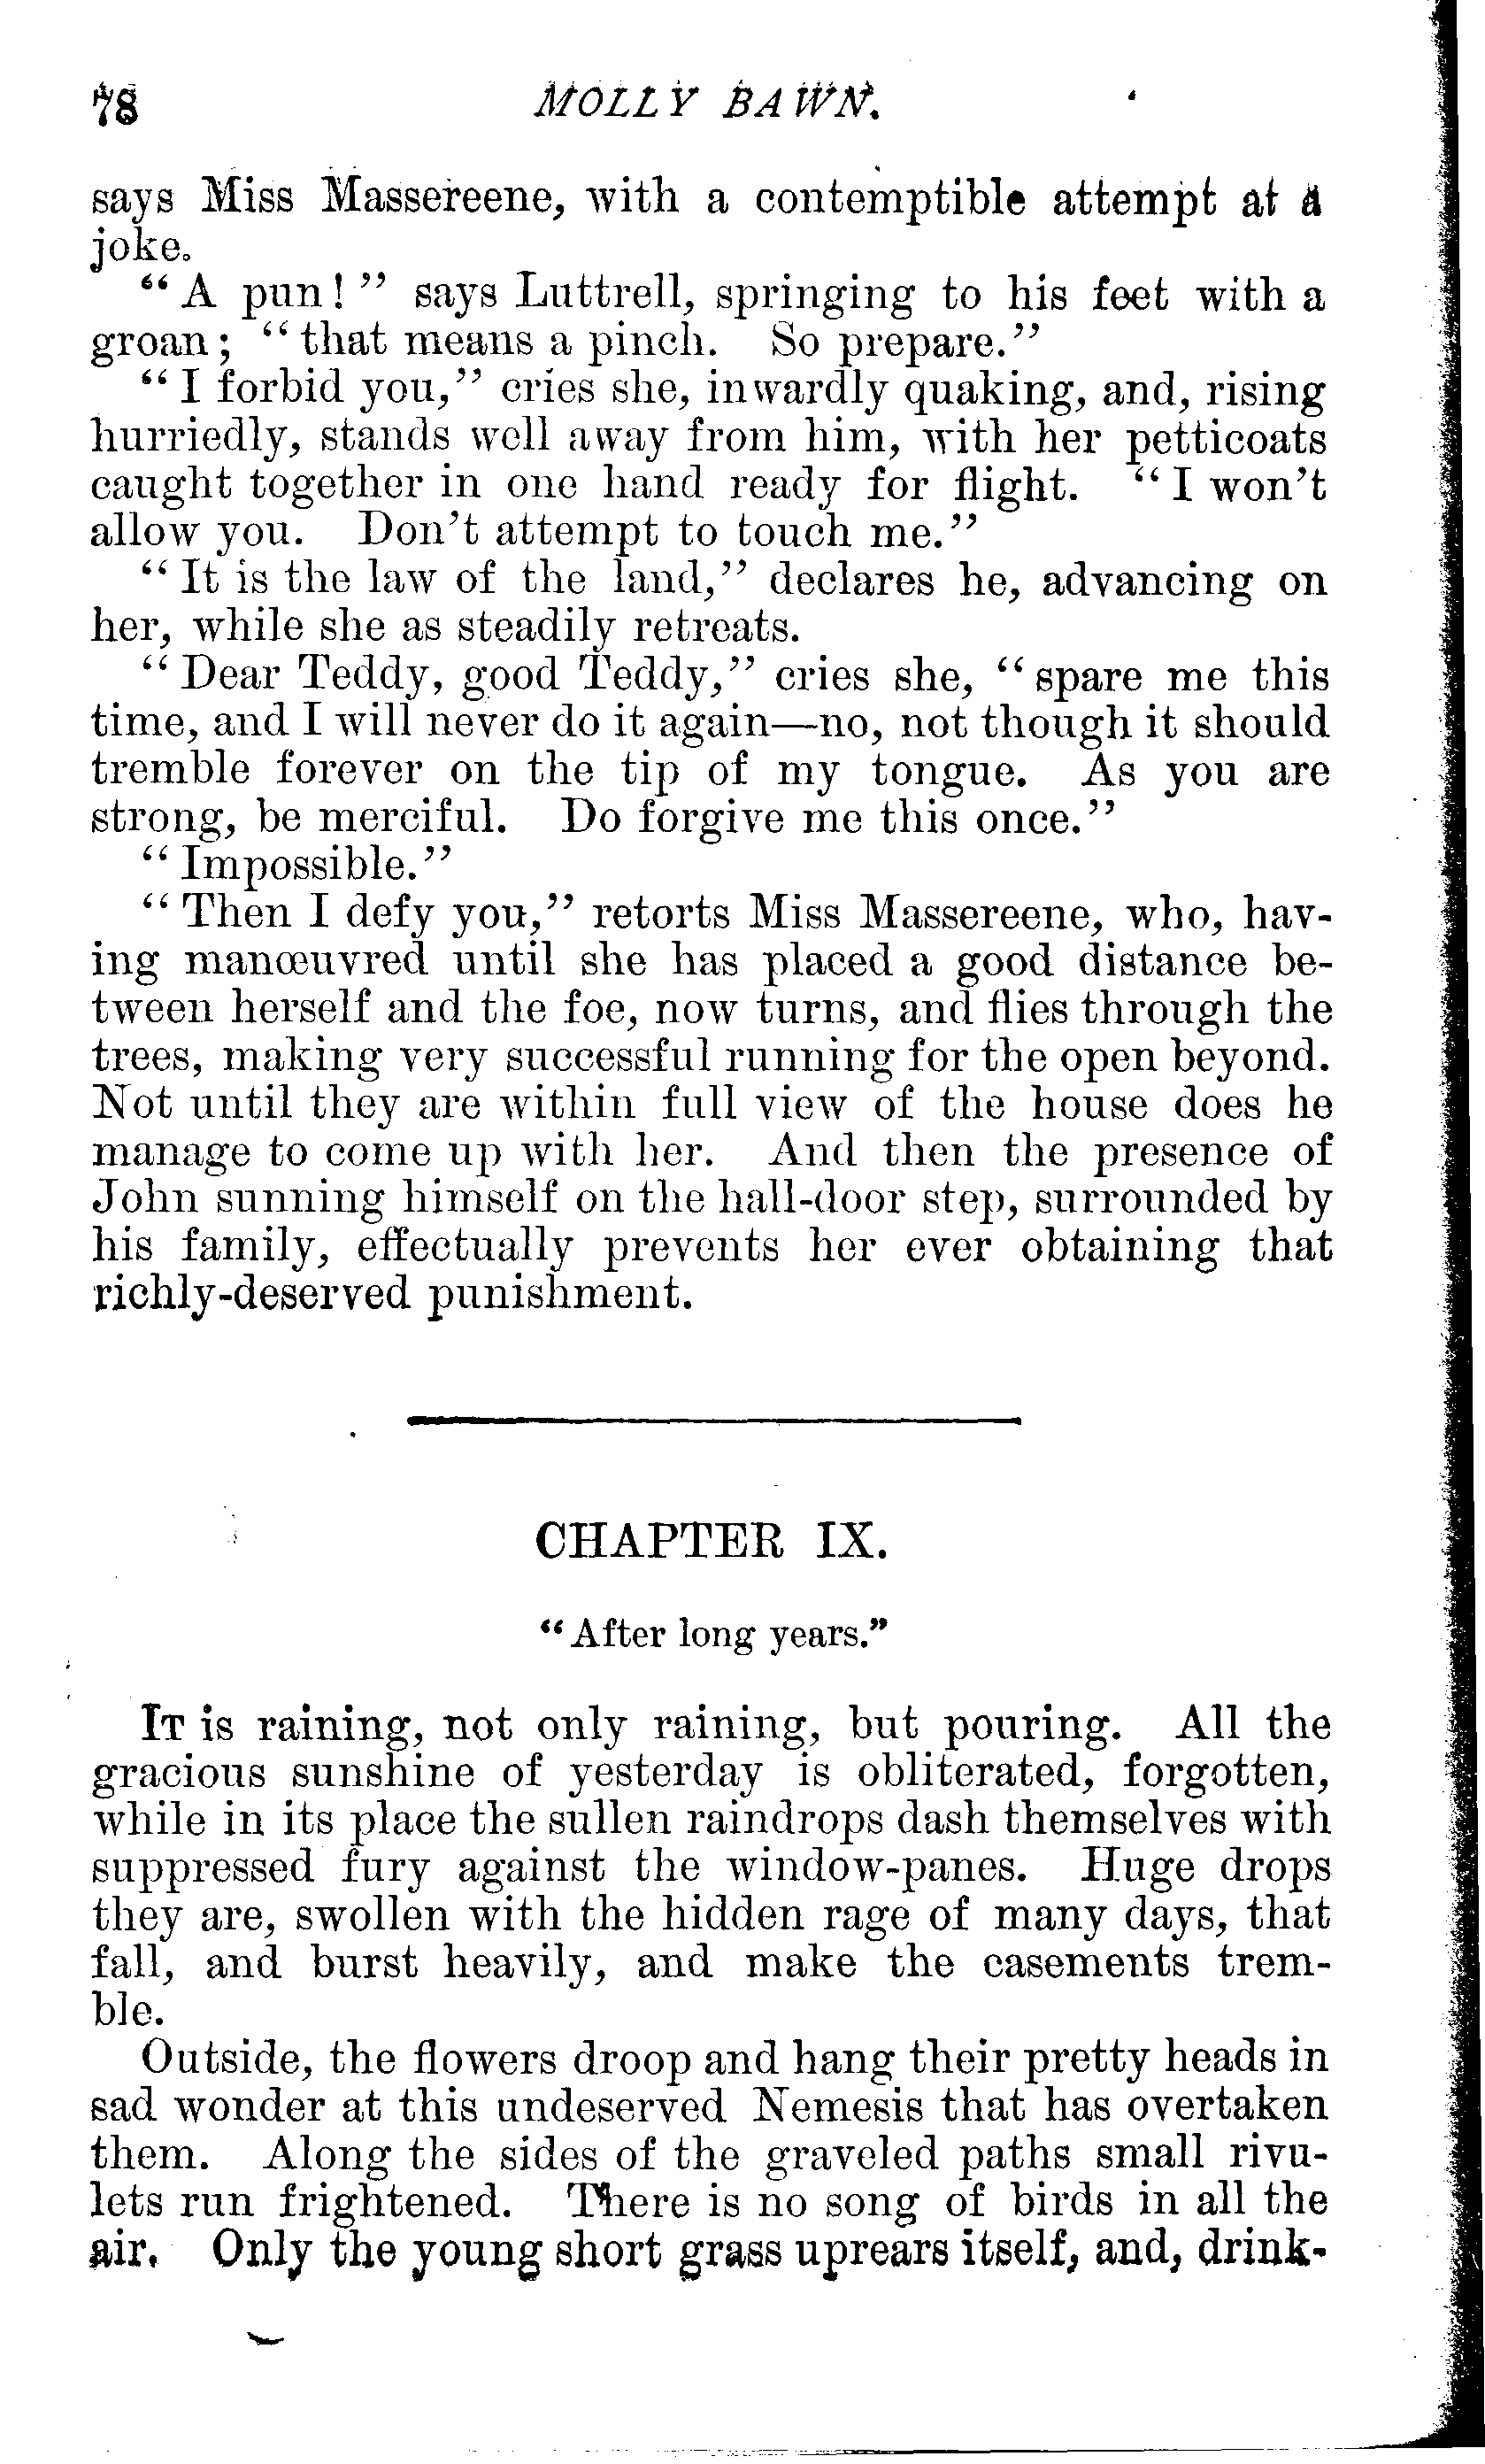 78 MOLLY BAWN.
says Miss Massereene, with a contemptible attempt at a
joke.
“A pun!” says Luttrell, springing to his feet with a
groan; “that means a pinch. So prepare.”
“I forbid you,” cries she, inwardly quaking, and, rising
hurriedly, stands well away from him, with her petticoats
caught together in one hand ready for flight. “I won’t
allow you. Don’t attempt to touch me.”
“It is the law of the land,” declares he, advancing on
her, while she as steadily retreats.
“Dear Teddy, good Teddy,” cries she, “spare me this
time, and I will never do it again—no, not though it should
tremble forever on the tip of my tongue. As you are
strong, be merciful. Do forgive me this once.”
“Impossible.”
“Then I defy you,” retorts Miss Massereene, who, hav-
ing manœuvred until she has placed a good distance be-
tween herself and the foe, now turns, and flies through the
trees, making very successful running for the open beyond.
Not until they are within full view of the house does he
manage to come up with her. And then the presence of
John sunning himself on the hall-door step, surrounded by
his family, effectually prevents her ever obtaining that
richly-deserved punishment.
CHAPTER IX.
“After long years.”
IT is raining, not only raining, but pouring. All the
gracious sunshine of yesterday is obliterated, forgotten,
while in its place the sullen raindrops dash themselves with
suppressed fury against the window-panes. Huge drops
they are, swollen with the hidden rage of many days, that
fall, and burst heavily, and make the casements trem-
ble.
Outside, the flowers droop and hang their pretty heads in
sad wonder at this undeserved Nemesis that has overtaken
them. Along the sides of the graveled paths small rivu-
lets run frightened. There is no song of birds in all the
air. Only the young short grass uprears itself, and, drink-